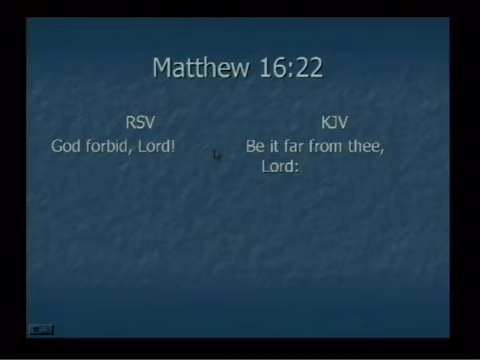 Matthew 16:22
RSV
God forbid, Lord!
KJV
Be it far from thee,
Lord: